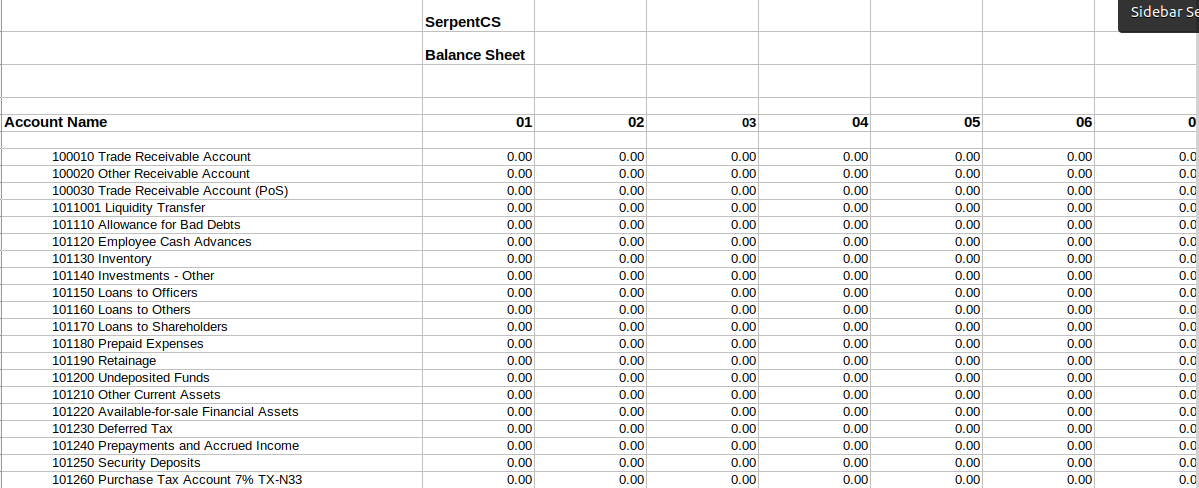 SerpentCS
Sidebar Se
Balance Sheet
Account Name 01 02 03 04 05 06 0
100010 Trade Receivable Account 0.00 0.00 0.00 0.00 0.00 0.00 0.0
100020 Other Receivable Account 0.00 0.00 0.00 0.00 0.00 0.00 0.0
100030 Trade Receivable Account (PoS) 0.00 0.00 0.00 0.00 0.00 0.00 0.0
1011001 Liquidity Transfer 0.00 0.00 0.00 0.00 0.00 0.00 0.0
101110 Allowance for Bad Debts 0.00 0.00 0.00 0.00 0.00 0.00 0.0
101120 Employee Cash Advances 0.00 0.00 0.00 0.00 0.00 0.00 0.0
101130 Inventory 0.00 0.00 0.00 0.00 0.00 0.00 0.0
101140 Investments - Other 0.00 0.00 0.00 0.00 0.00 0.00 0.0
101150 Loans to Officers 0.00 0.00 0.00 0.00 0.00 0.00 0.0
101160 Loans to Others 0.00 0.00 0.00 0.00 0.00 0.00 0.0
101170 Loans to Shareholders 0.00 0.00 0.00 0.00 0.00 0.00 0.0
101180 Prepaid Expenses 0.00 0.00 0.00 0.00 0.00 0.00 0.0
101190 Retainage 0.00 0.00 0.00 0.00 0.00 0.00 0.0
101200 Undeposited Funds 0.00 0.00 0.00 0.00 0.00 0.00 0.0
101210 Other Current Assets 0.00 0.00 0.00 0.00 0.00 0.00 0.0
101220 Available-for-sale Financial Assets 0.00 0.00 0.00 0.00 0.00 0.00 0.0
101230 Deferred Tax 0.00 0.00 0.00 0.00 0.00 0.00 0.0
101240 Prepayments and Accrued Income 0.00 0.00 0.00 0.00 0.00 0.00 0.0
101250 Security Deposits 0.00 0.00 0.00 0.00 0.00 0.00 0.0
101260 Purchase Tax Account 7% TX-N33 0.00 0.00 0.00 0.00 0.00 0.00 0.0